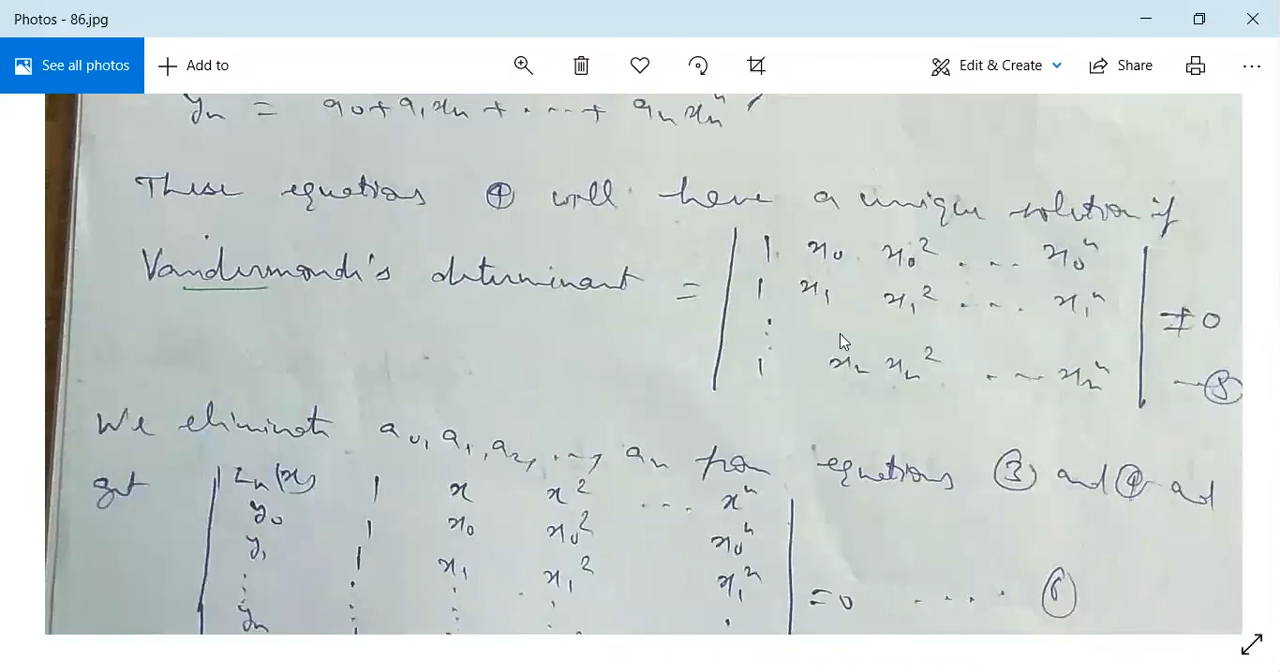 Photos - 86.jpg
See all photos
Add to
Edit & Create
Share
yn = a0 + a1xn + . ... + an xn^n
These equations ④ will have a unique solution if
Vandermonde's determinant = | 1 x0 x0^2 . ... x0^n |
| 1 x1 x1^2 . ... x1^n | ≠ 0
⋮
| 1 xn xn^2 ... xn^n | — ⑤
We eliminate a0, a1, a2, ..., an from equations ③ and ④ and
get | Ln(x) 1 x x^2 ... x^n |
| y0 1 x0 x0^2 x0^n |
| y1 1 x1 x1^2 x1^n | = 0 .... ⑥
⋮ ⋮ ⋮ ⋮
yn ⋮ ⋮ ⋮